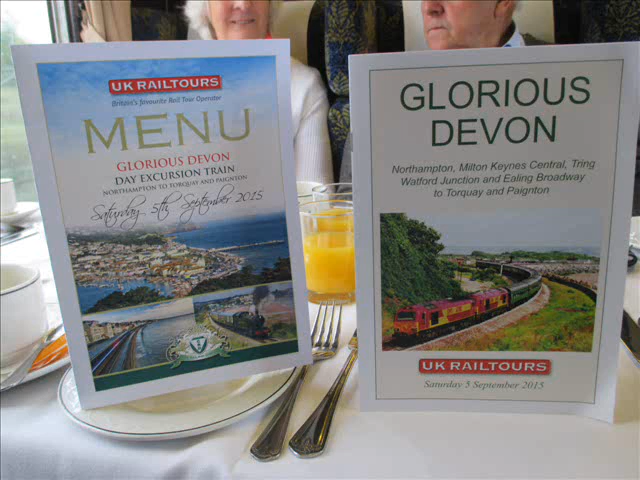 UK RAILTOURS
Britain's favourite Rail Tour Operator
MENU
GLORIOUS DEVON
DAY EXCURSION TRAIN
NORTHAMPTON TO TORQUAY AND PAIGNTON
Saturday 5th September 2015
GLORIOUS
DEVON
Northampton, Milton Keynes Central, Tring
Watford Junction and Ealing Broadway
to Torquay and Paignton
UK RAILTOURS
Saturday 5 September 2015